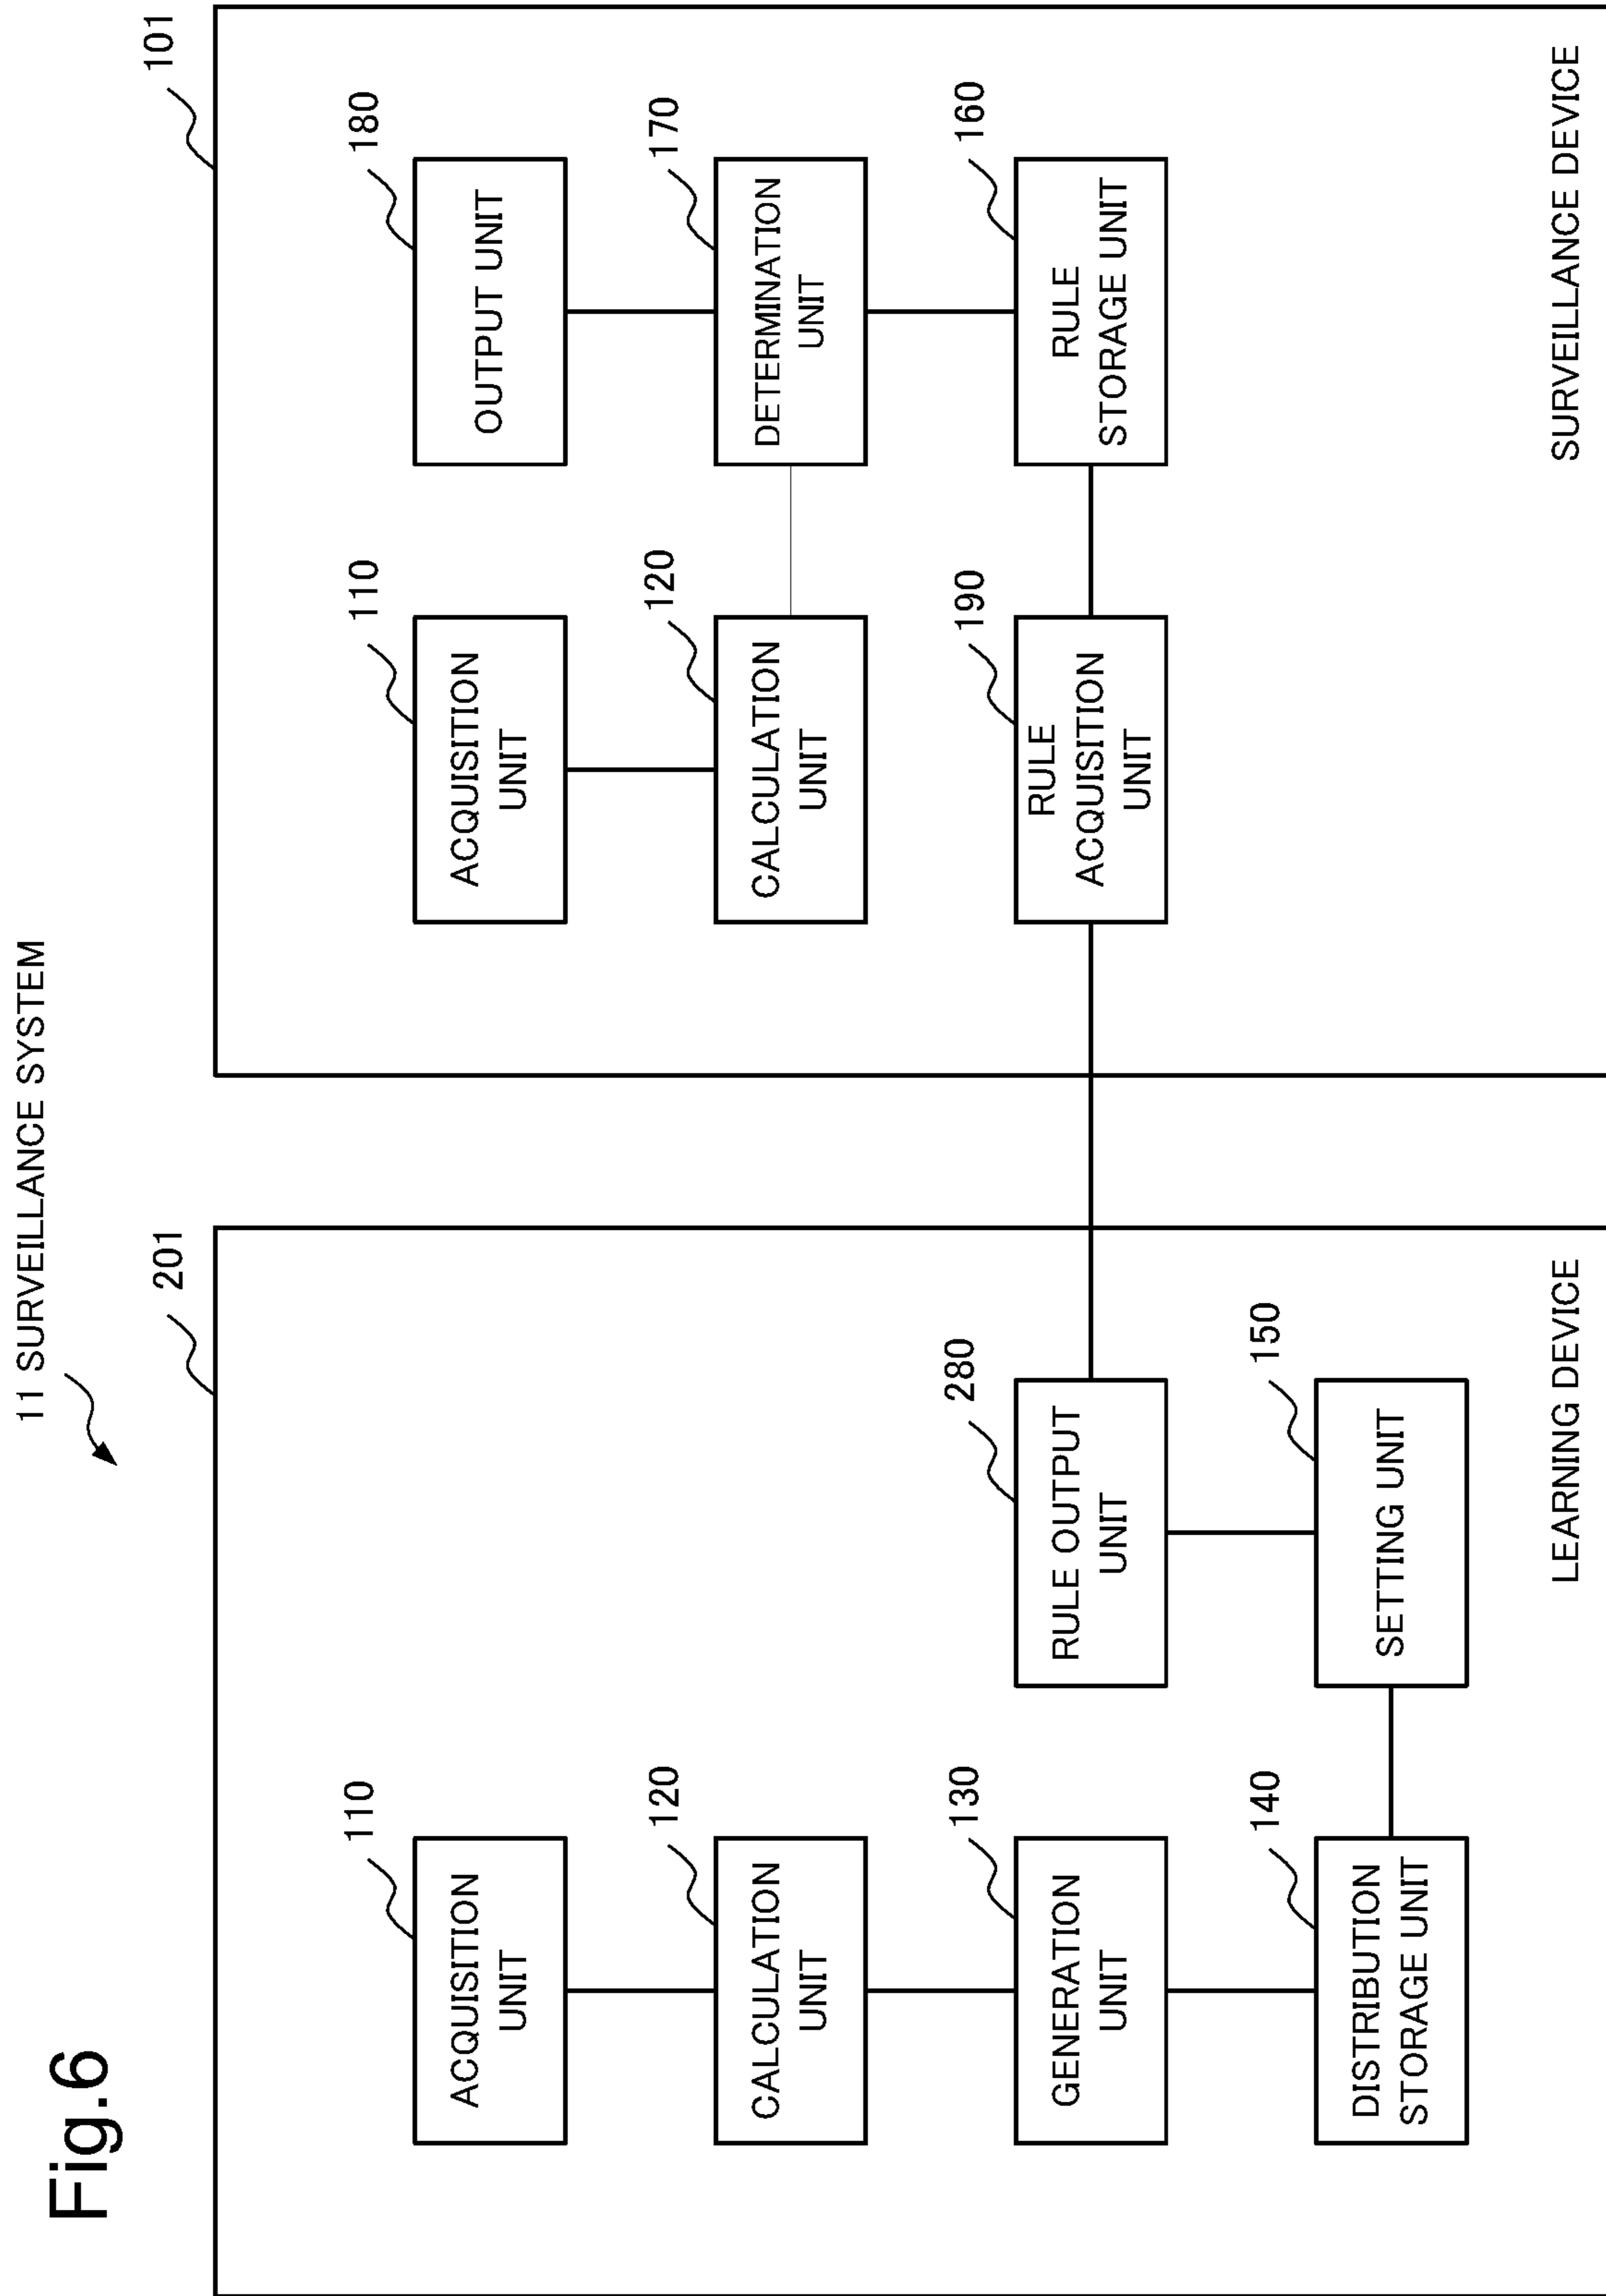 Fig.6
11 SURVEILLANCE SYSTEM
201
110
ACQUISITION
UNIT
120
CALCULATION
UNIT
130
GENERATION
UNIT
140
DISTRIBUTION
STORAGE UNIT
280
RULE OUTPUT
UNIT
150
SETTING UNIT
LEARNING DEVICE
101
110
ACQUISITION
UNIT
180
OUTPUT UNIT
120
CALCULATION
UNIT
170
DETERMINATION
UNIT
190
RULE
ACQUISITION
UNIT
160
RULE
STORAGE UNIT
SURVEILLANCE DEVICE